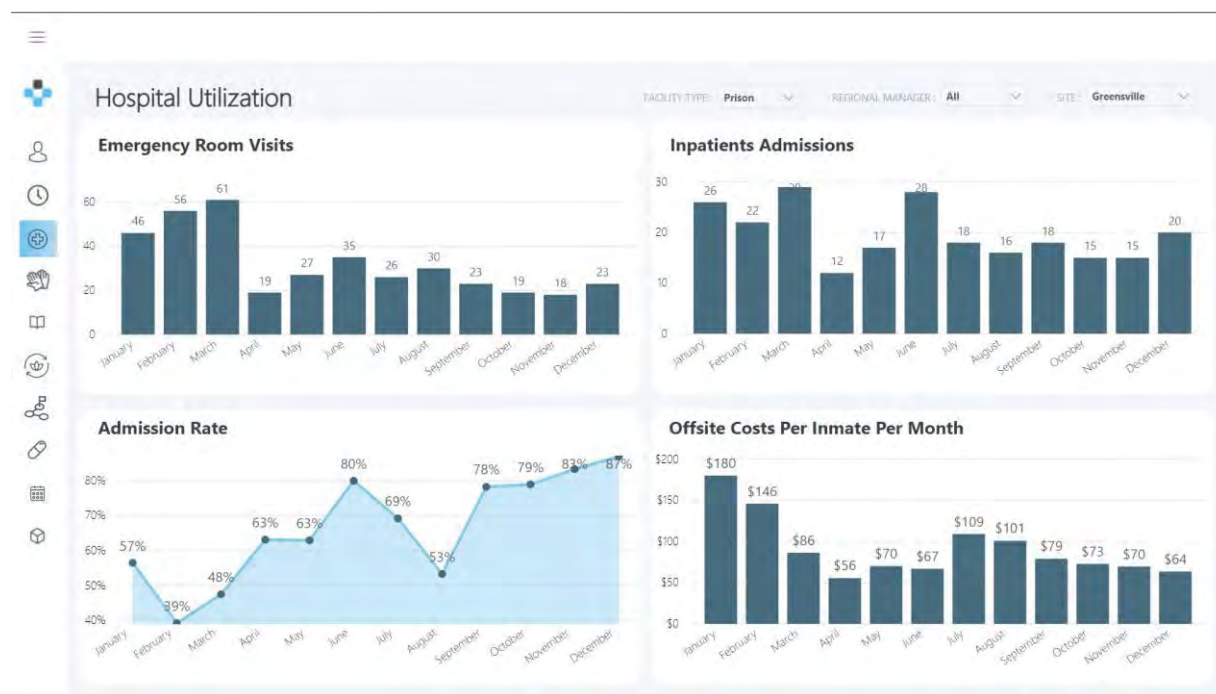 Hospital Utilization
FACILITY TYPE: Prison
REGIONAL MANAGER: All
SITE: Greensville
Emergency Room Visits
60
40
20
0
46
56
61
19
27
35
26
30
23
19
18
23
January
February
March
April
May
June
July
August
September
October
November
December
Inpatients Admissions
30
20
10
0
26
22
29
12
17
28
18
16
18
15
15
20
January
February
March
April
May
June
July
August
September
October
November
December
Admission Rate
80%
70%
60%
50%
40%
57%
39%
48%
63%
63%
80%
69%
53%
78%
79%
83%
87%
January
February
March
April
May
June
July
August
September
October
November
December
Offsite Costs Per Inmate Per Month
$200
$150
$100
$50
$0
$180
$146
$86
$56
$70
$67
$109
$101
$79
$73
$70
$64
January
February
March
April
May
June
July
August
September
October
November
December